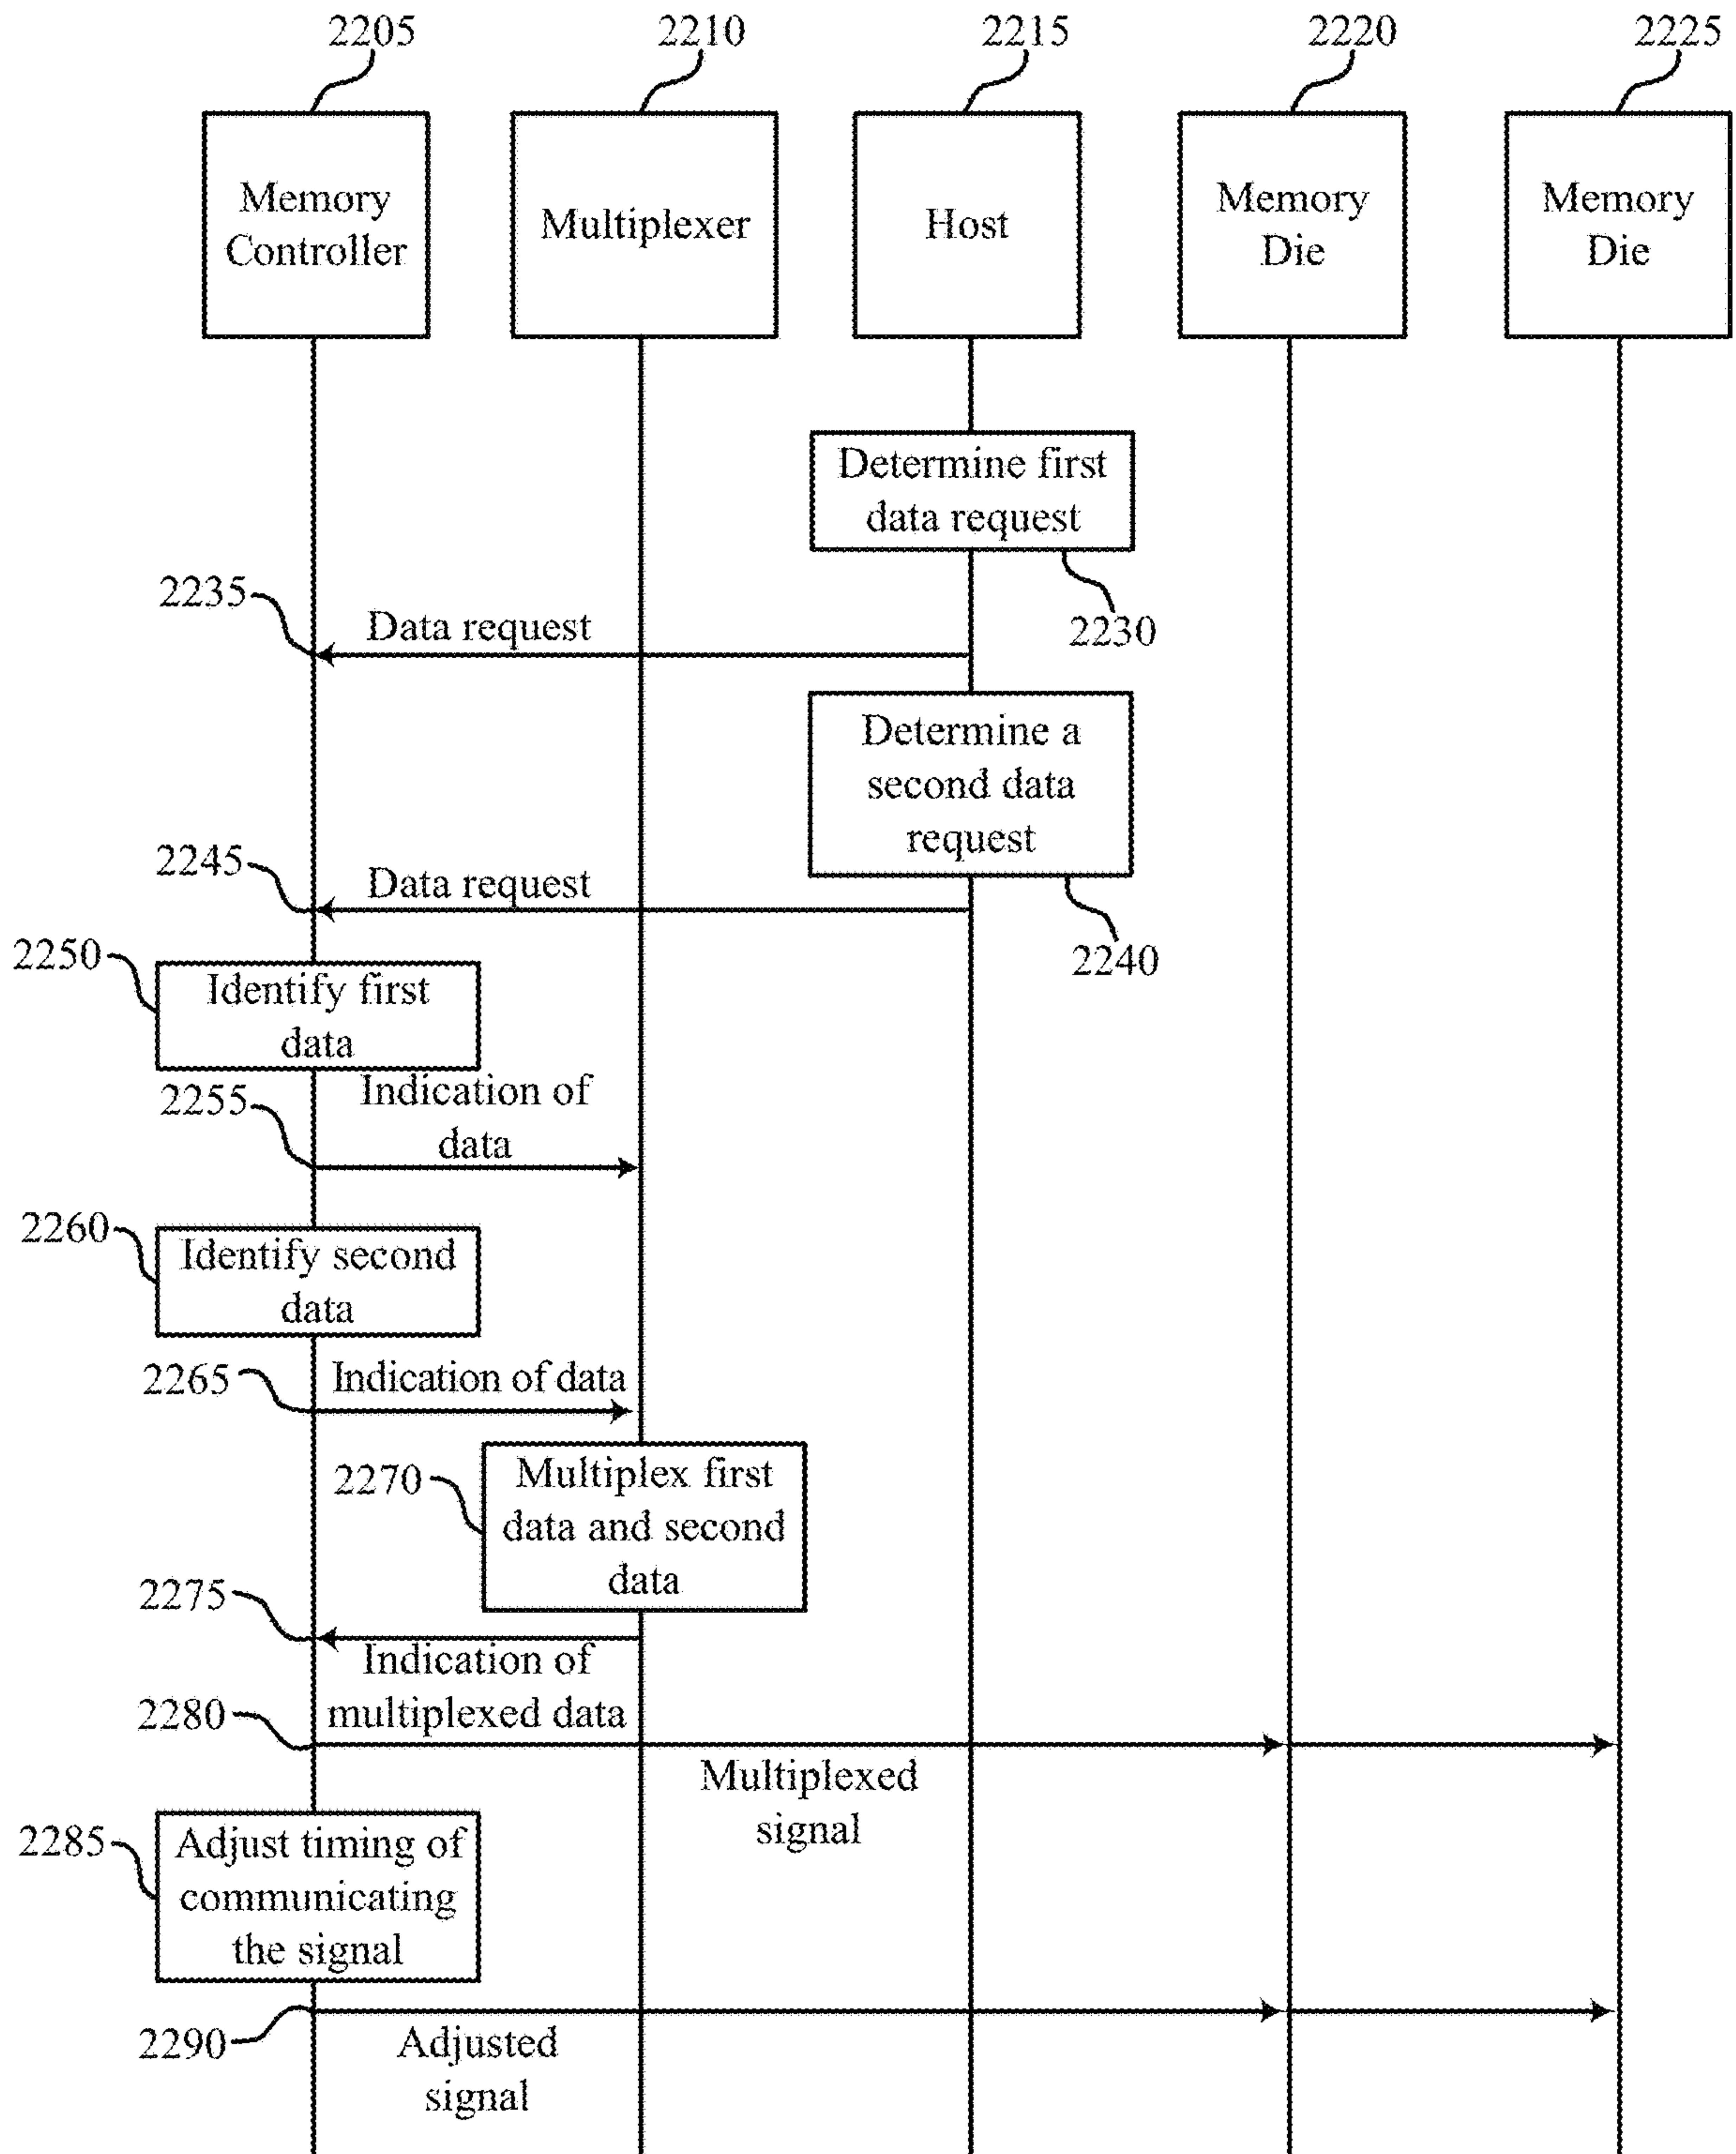 2205 2210 2215 2220 2225
Memory
Controller
Multiplexer
Host
Memory
Die
Memory
Die
Determine first
data request
2230
2235
Data request
Determine a
second data
request
2240
2245
Data request
2250
Identify first
data
2255
Indication of
data
2260
Identify second
data
2265
Indication of data
2270
Multiplex first
data and second
data
2275
Indication of
multiplexed data
2280
Multiplexed
signal
2285
Adjust timing of
communicating
the signal
2290
Adjusted
signal